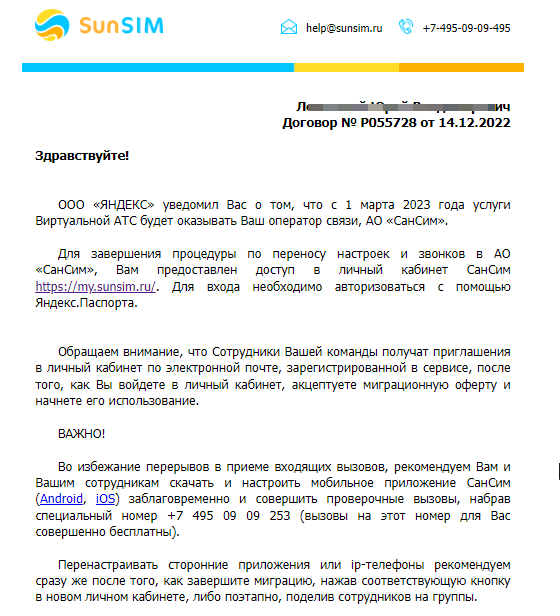 SunSIM
help@sunsim.ru
+7-495-09-09-495
Договор № P055728 от 14.12.2022
Здравствуйте!
ООО «ЯНДЕКС» уведомил Вас о том, что с 1 марта 2023 года услуги
Виртуальной АТС будет оказывать Ваш оператор связи, АО «СанСим».
Для завершения процедуры по переносу настроек и звонков в АО
«СанСим», Вам предоставлен доступ в личный кабинет СанСим
https://my.sunsim.ru/. Для входа необходимо авторизоваться с помощью
Яндекс.Паспорта.
Обращаем внимание, что Сотрудники Вашей команды получат приглашения
в личный кабинет по электронной почте, зарегистрированной в сервисе, после
того, как Вы войдете в личный кабинет, акцептуете миграционную оферту и
начнете его использование.
ВАЖНО!
Во избежание перерывов в приеме входящих вызовов, рекомендуем Вам и
Вашим сотрудникам скачать и настроить мобильное приложение СанСим
(Android, iOS) заблаговременно и совершить проверочные вызовы, набрав
специальный номер +7 495 09 09 253 (вызовы на этот номер для Вас
совершенно бесплатны).
Перенастраивать сторонние приложения или ip-телефоны рекомендуем
сразу же после того, как завершите миграцию, нажав соответствующую кнопку
в новом личном кабинете, либо поэтапно, поделив сотрудников на группы.